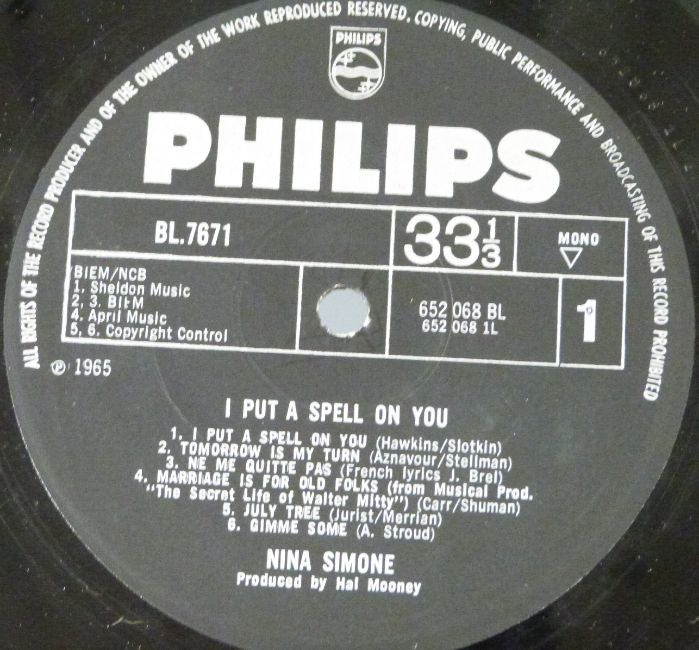 ALL RIGHTS OF THE RECORD PRODUCER AND OF THE OWNER OF THE WORK REPRODUCED RESERVED. COPYING, PUBLIC PERFORMANCE AND BROADCASTING OF THIS RECORD PROHIBITED
PHILIPS
PHILIPS
BL.7671
33⅓
MONO
BIEM/NCB
1. Sheldon Music
2, 3. BIEM
4. April Music
5, 6. Copyright Control
652 068 BL
652 068 1L
1
℗ 1965
I PUT A SPELL ON YOU
1. I PUT A SPELL ON YOU (Hawkins/Slotkin)
2. TOMORROW IS MY TURN (Aznavour/Stellman)
3. NE ME QUITTE PAS (French lyrics J. Brel)
4. MARRIAGE IS FOR OLD FOLKS (from Musical Prod.
"The Secret Life of Walter Mitty") (Carr/Shuman)
5. JULY TREE (Jurist/Merrian)
6. GIMME SOME (A. Stroud)
NINA SIMONE
Produced by Hal Mooney